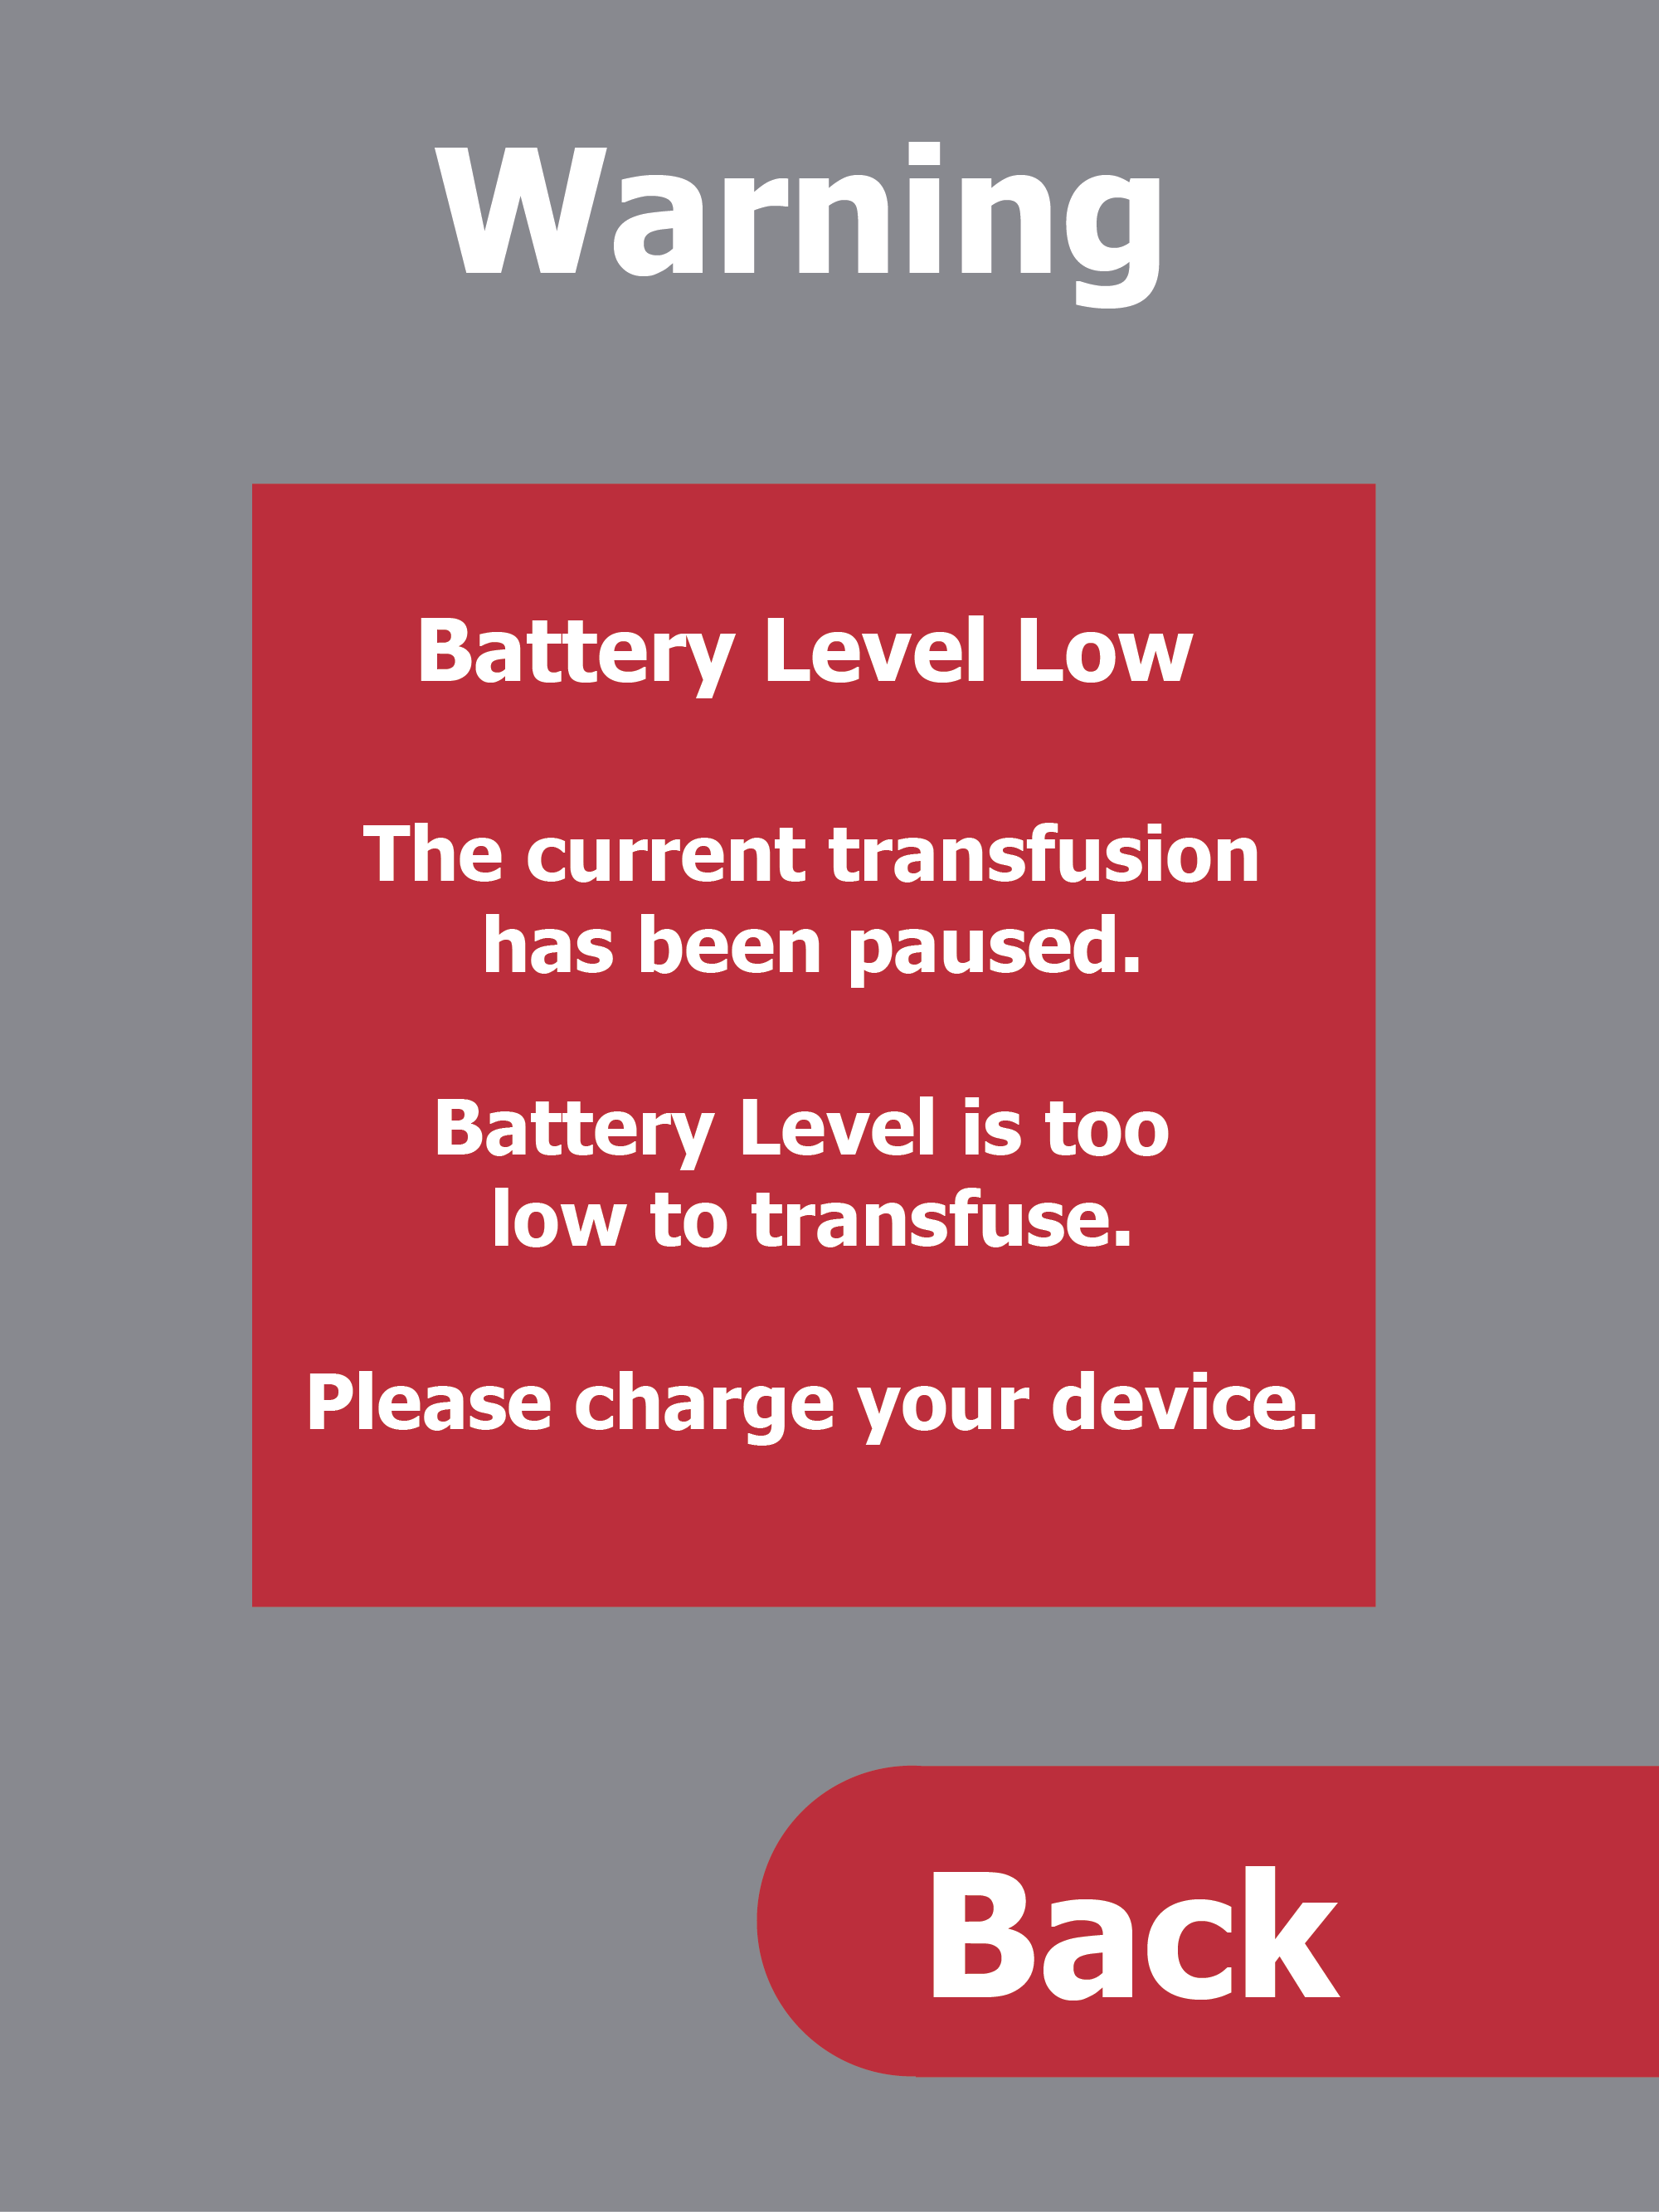 Warning
Battery Level Low
The current transfusion
has been paused.
Battery Level is too
low to transfuse.
Please charge your device.
Back